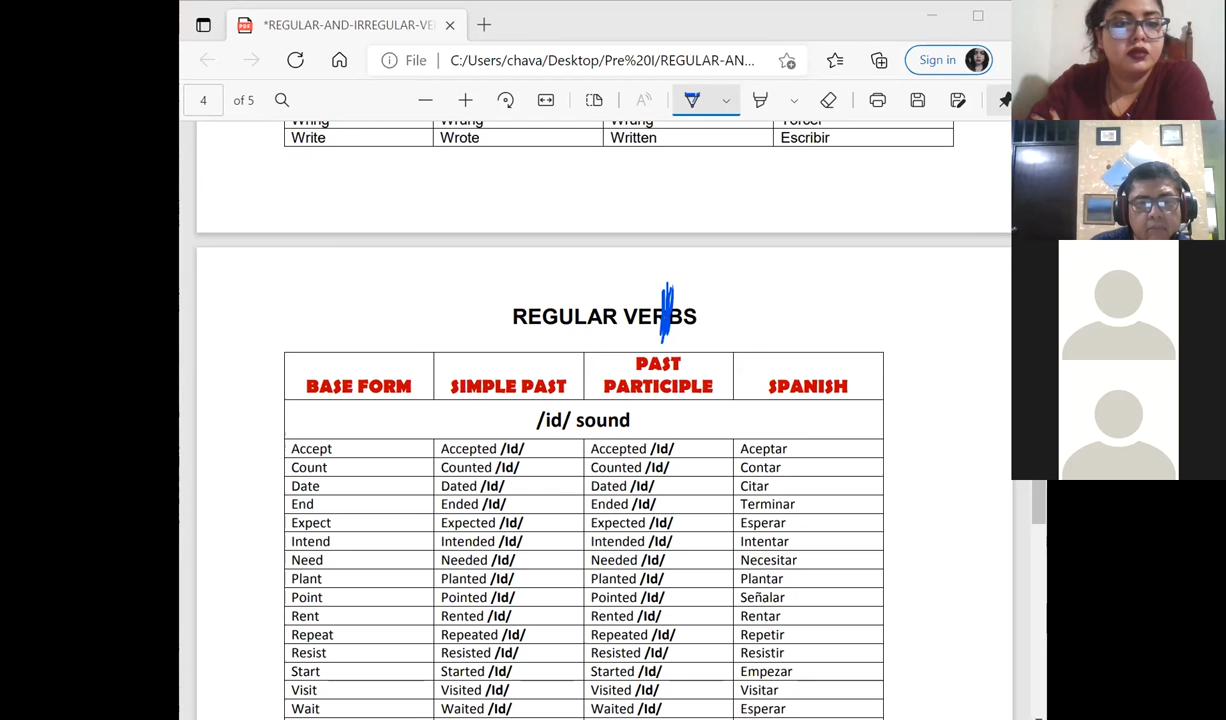 *REGULAR-AND-IRREGULAR-VE
File C:/Users/chava/Desktop/Pre%20I/REGULAR-AN... Sign in
4 of 5
Wring Wrung Wrung Torcer
Write Wrote Written Escribir
REGULAR VERBS
BASE FORM SIMPLE PAST PAST PARTICIPLE SPANISH
/id/ sound
Accept Accepted /Id/ Accepted /Id/ Aceptar
Count Counted /Id/ Counted /Id/ Contar
Date Dated /Id/ Dated /Id/ Citar
End Ended /Id/ Ended /Id/ Terminar
Expect Expected /Id/ Expected /Id/ Esperar
Intend Intended /Id/ Intended /Id/ Intentar
Need Needed /Id/ Needed /Id/ Necesitar
Plant Planted /Id/ Planted /Id/ Plantar
Point Pointed /Id/ Pointed /Id/ Señalar
Rent Rented /Id/ Rented /Id/ Rentar
Repeat Repeated /Id/ Repeated /Id/ Repetir
Resist Resisted /Id/ Resisted /Id/ Resistir
Start Started /Id/ Started /Id/ Empezar
Visit Visited /Id/ Visited /Id/ Visitar
Wait Waited /Id/ Waited /Id/ Esperar